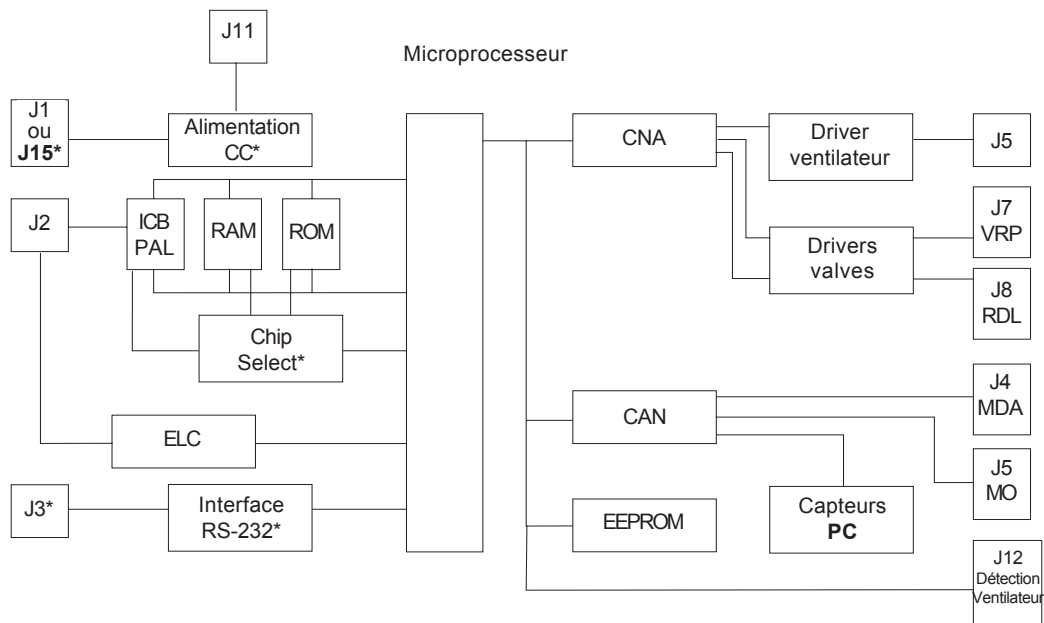 J11
Microprocesseur
J1
ou
J15*
Alimentation
CC*
CNA
Driver
ventilateur
J5
J2
ICB
PAL
RAM
ROM
J7
VRP
Drivers
valves
J8
RDL
Chip
Select*
J4
MDA
CAN
ELC
J5
MO
J3*
Interface
RS-232*
EEPROM
Capteurs
PC
J12
Détection
Ventilateur